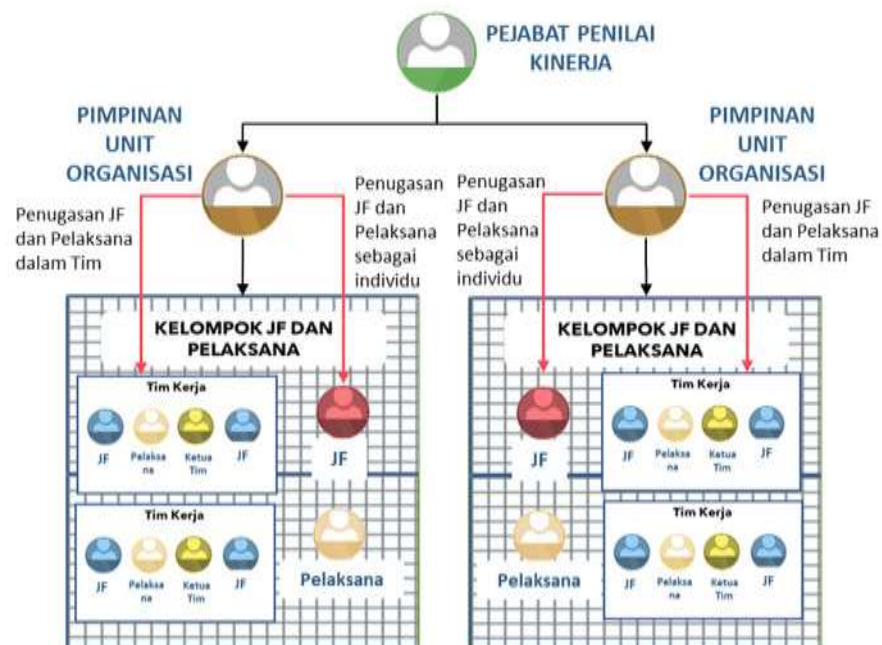 PEJABAT PENILAI
KINERJA
PIMPINAN
UNIT
ORGANISASI
Penugasan JF
dan Pelaksana
dalam Tim
Penugasan
JF dan
Pelaksana
sebagai
individu
Penugasan
JF dan
Pelaksana
sebagai
individu
PIMPINAN
UNIT
ORGANISASI
Penugasan JF
dan Pelaksana
dalam Tim
KELOMPOK JF DAN
PELAKSANA
Tim Kerja
JF
Pelaksa
na
Ketua
Tim
JF
JF
Tim Kerja
JF
Pelaksa
na
Ketua
Tim
JF
Pelaksana
KELOMPOK JF DAN
PELAKSANA
JF
Tim Kerja
JF
Pelaksa
na
Ketua
Tim
JF
Pelaksana
Tim Kerja
JF
Pelaksa
na
Ketua
Tim
JF